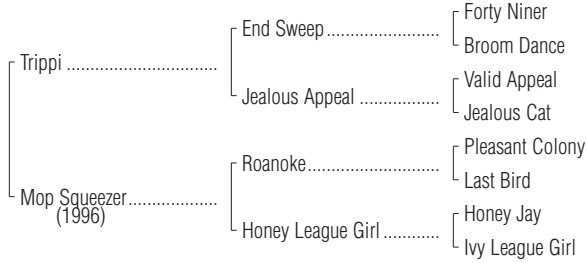 Forty Niner
End Sweep ........................
Broom Dance
Trippi ................................
Valid Appeal
Jealous Appeal .................
Jealous Cat
Pleasant Colony
Roanoke............................
Last Bird
Mop Squeezer...................
(1996)
Honey Jay
Honey League Girl ............
Ivy League Girl